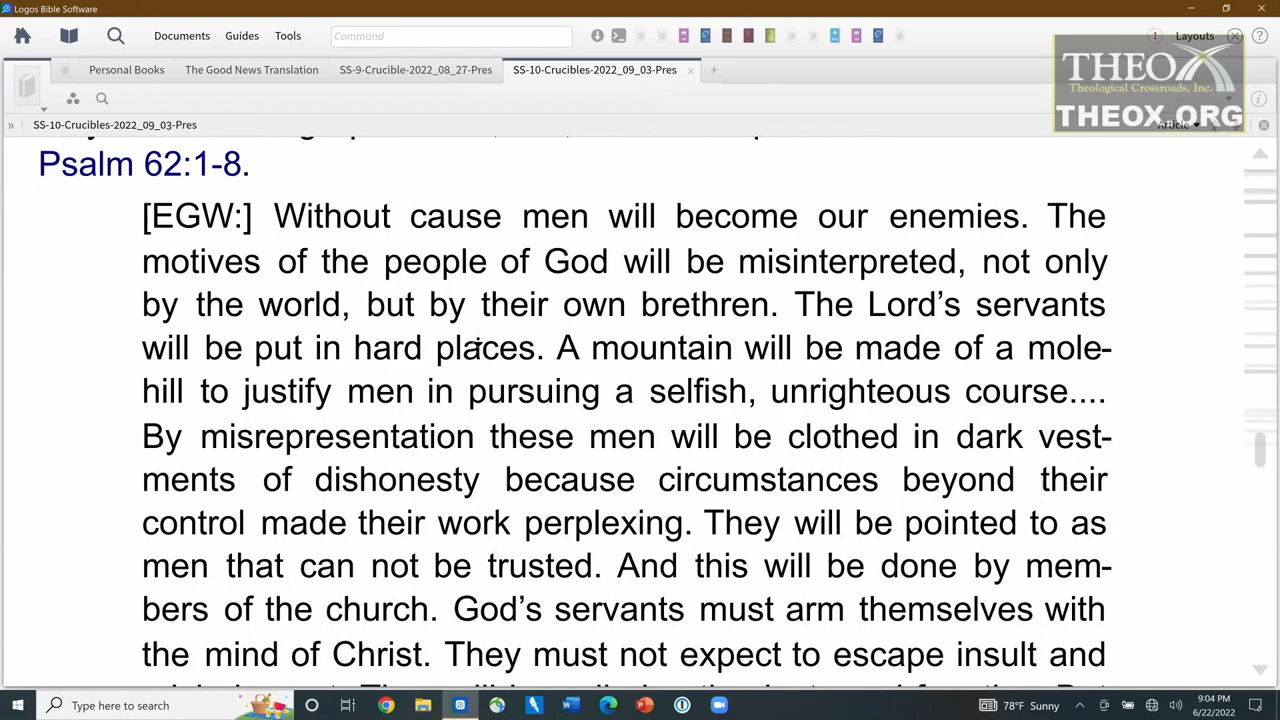 Logos Bible Software
Documents Guides Tools Command Layouts
Personal Books The Good News Translation SS-9-Crucible-2022_08_27-Pres SS-10-Crucibles-2022_09_03-Pres
THEOX
Theological Crossroads, Inc.
THEOX.ORG
SS-10-Crucibles-2022_09_03-Pres Article
Psalm 62:1-8.
[EGW:] Without cause men will become our enemies. The
motives of the people of God will be misinterpreted, not only
by the world, but by their own brethren. The Lord’s servants
will be put in hard places. A mountain will be made of a mole-
hill to justify men in pursuing a selfish, unrighteous course....
By misrepresentation these men will be clothed in dark vest-
ments of dishonesty because circumstances beyond their
control made their work perplexing. They will be pointed to as
men that can not be trusted. And this will be done by mem-
bers of the church. God’s servants must arm themselves with
the mind of Christ. They must not expect to escape insult and
Type here to search
78°F Sunny
9:04 PM
6/22/2022